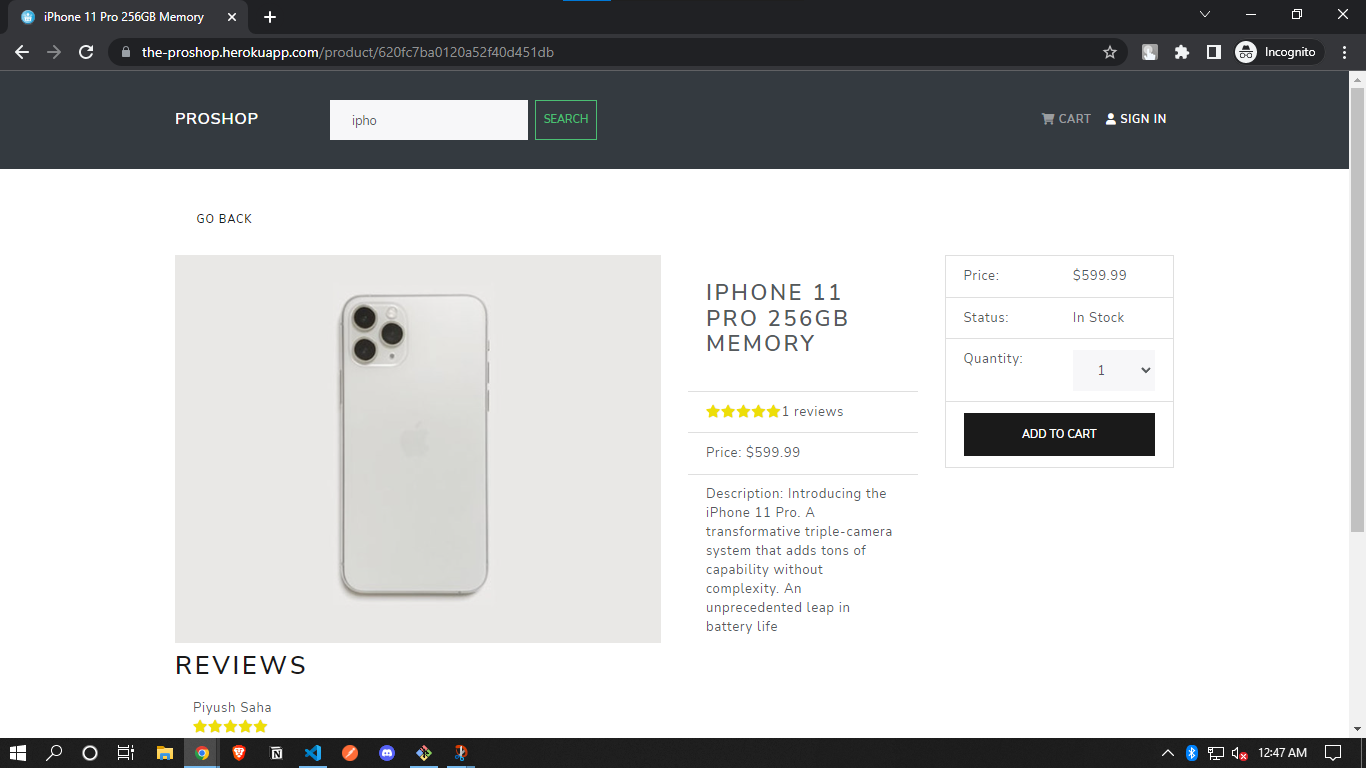 iPhone 11 Pro 256GB Memory
the-proshop.herokuapp.com/product/620fc7ba0120a52f40d451db
Incognito
PROSHOP
ipho
SEARCH
CART
SIGN IN
GO BACK
IPHONE 11
PRO 256GB
MEMORY
1 reviews
Price: $599.99
Description: Introducing the
iPhone 11 Pro. A
transformative triple-camera
system that adds tons of
capability without
complexity. An
unprecedented leap in
battery life
Price: $599.99
Status: In Stock
Quantity: 1
ADD TO CART
REVIEWS
Piyush Saha
12:47 AM